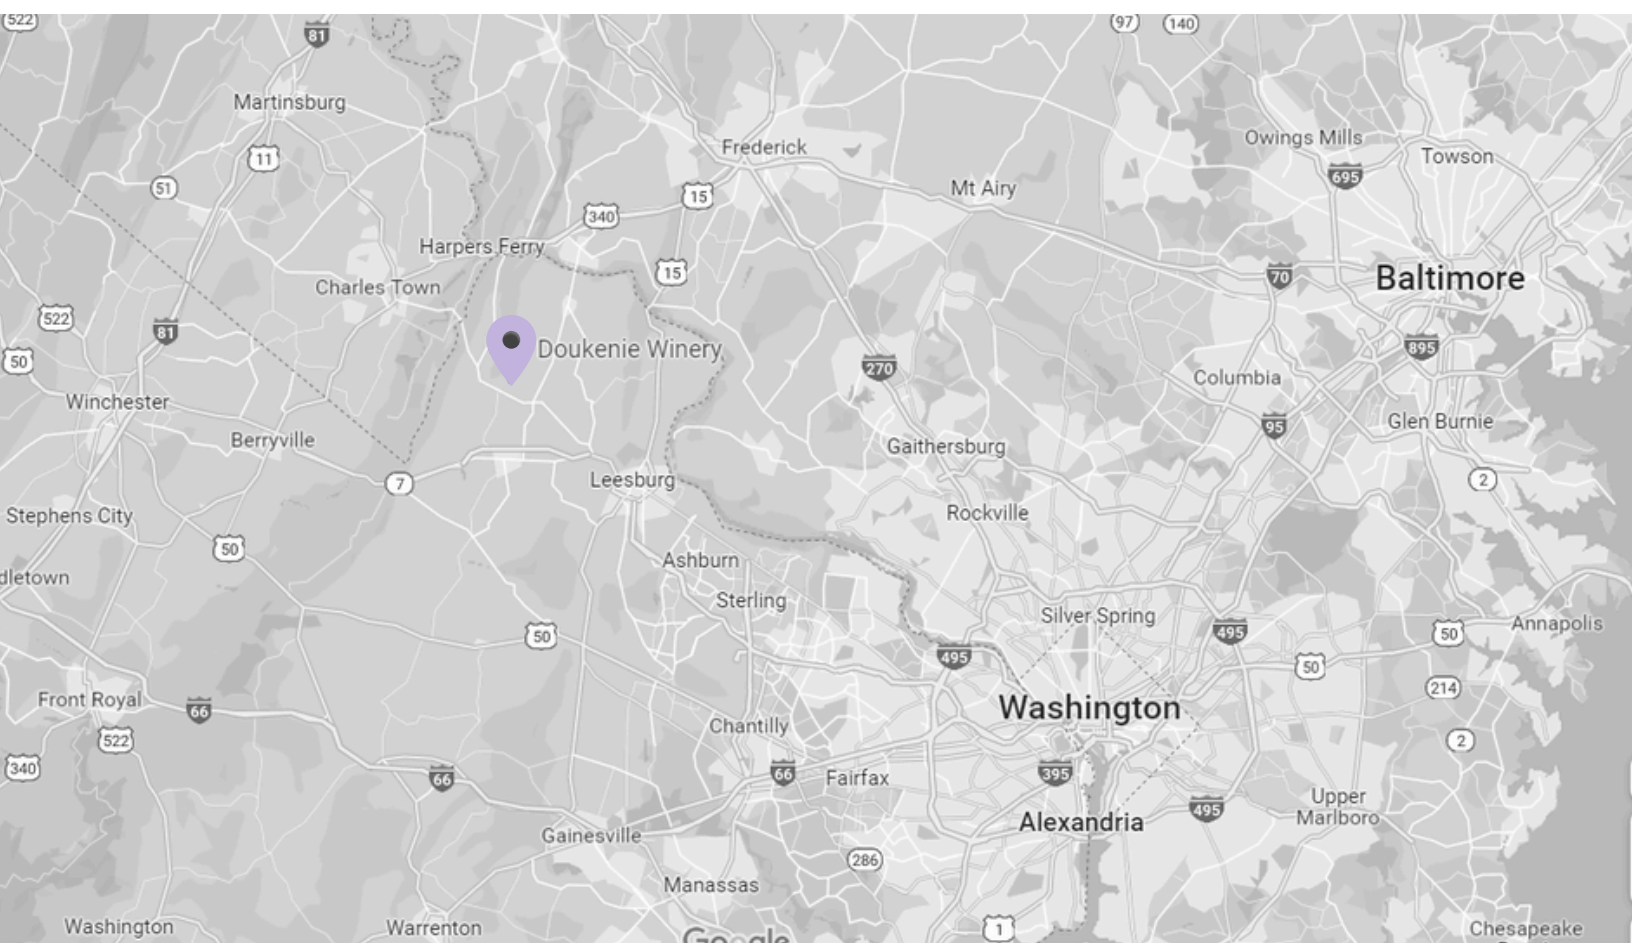 522
81
97
140
Martinsburg
Owings Mills
Frederick
11
Towson
695
51
Mt Airy
15
340
Harpers Ferry
15
70
Baltimore
Charles Town
522
81
895
50
Doukenie Winery
270
Columbia
Winchester
95
Glen Burnie
Berryville
Gaithersburg
7
Leesburg
2
Stephens City
Rockville
50
Ashburn
dletown
Sterling
Silver Spring
495
50
Annapolis
50
495
50
214
Front Royal
66
Washington
Chantilly
522
2
340
66
66
Fairfax
395
Upper
Marlboro
495
Alexandria
Gainesville
286
Manassas
Washington
Warrenton
1
Chesapeake
Google